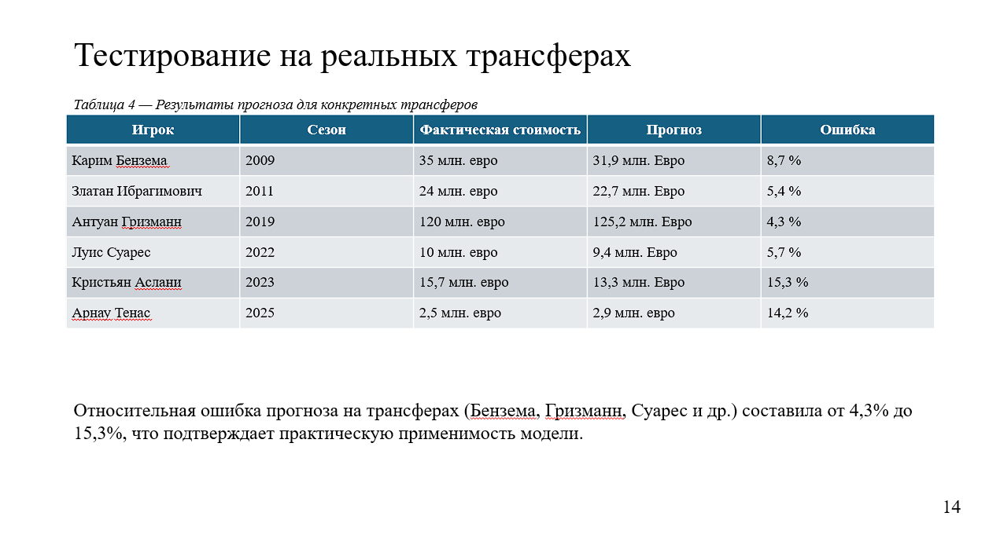 Тестирование на реальных трансферах
Таблица 4 — Результаты прогноза для конкретных трансферов
Игрок Сезон Фактическая стоимость Прогноз Ошибка
Карим Бензема 2009 35 млн. евро 31,9 млн. Евро 8,7 %
Златан Ибрагимович 2011 24 млн. евро 22,7 млн. Евро 5,4 %
Антуан Гризманн 2019 120 млн. евро 125,2 млн. Евро 4,3 %
Луис Суарес 2022 10 млн. евро 9,4 млн. Евро 5,7 %
Кристьян Аслани 2023 15,7 млн. евро 13,3 млн. Евро 15,3 %
Арнау Тенас 2025 2,5 млн. евро 2,9 млн. евро 14,2 %
Относительная ошибка прогноза на трансферах (Бензема, Гризманн, Суарес и др.) составила от 4,3% до
15,3%, что подтверждает практическую применимость модели.
14